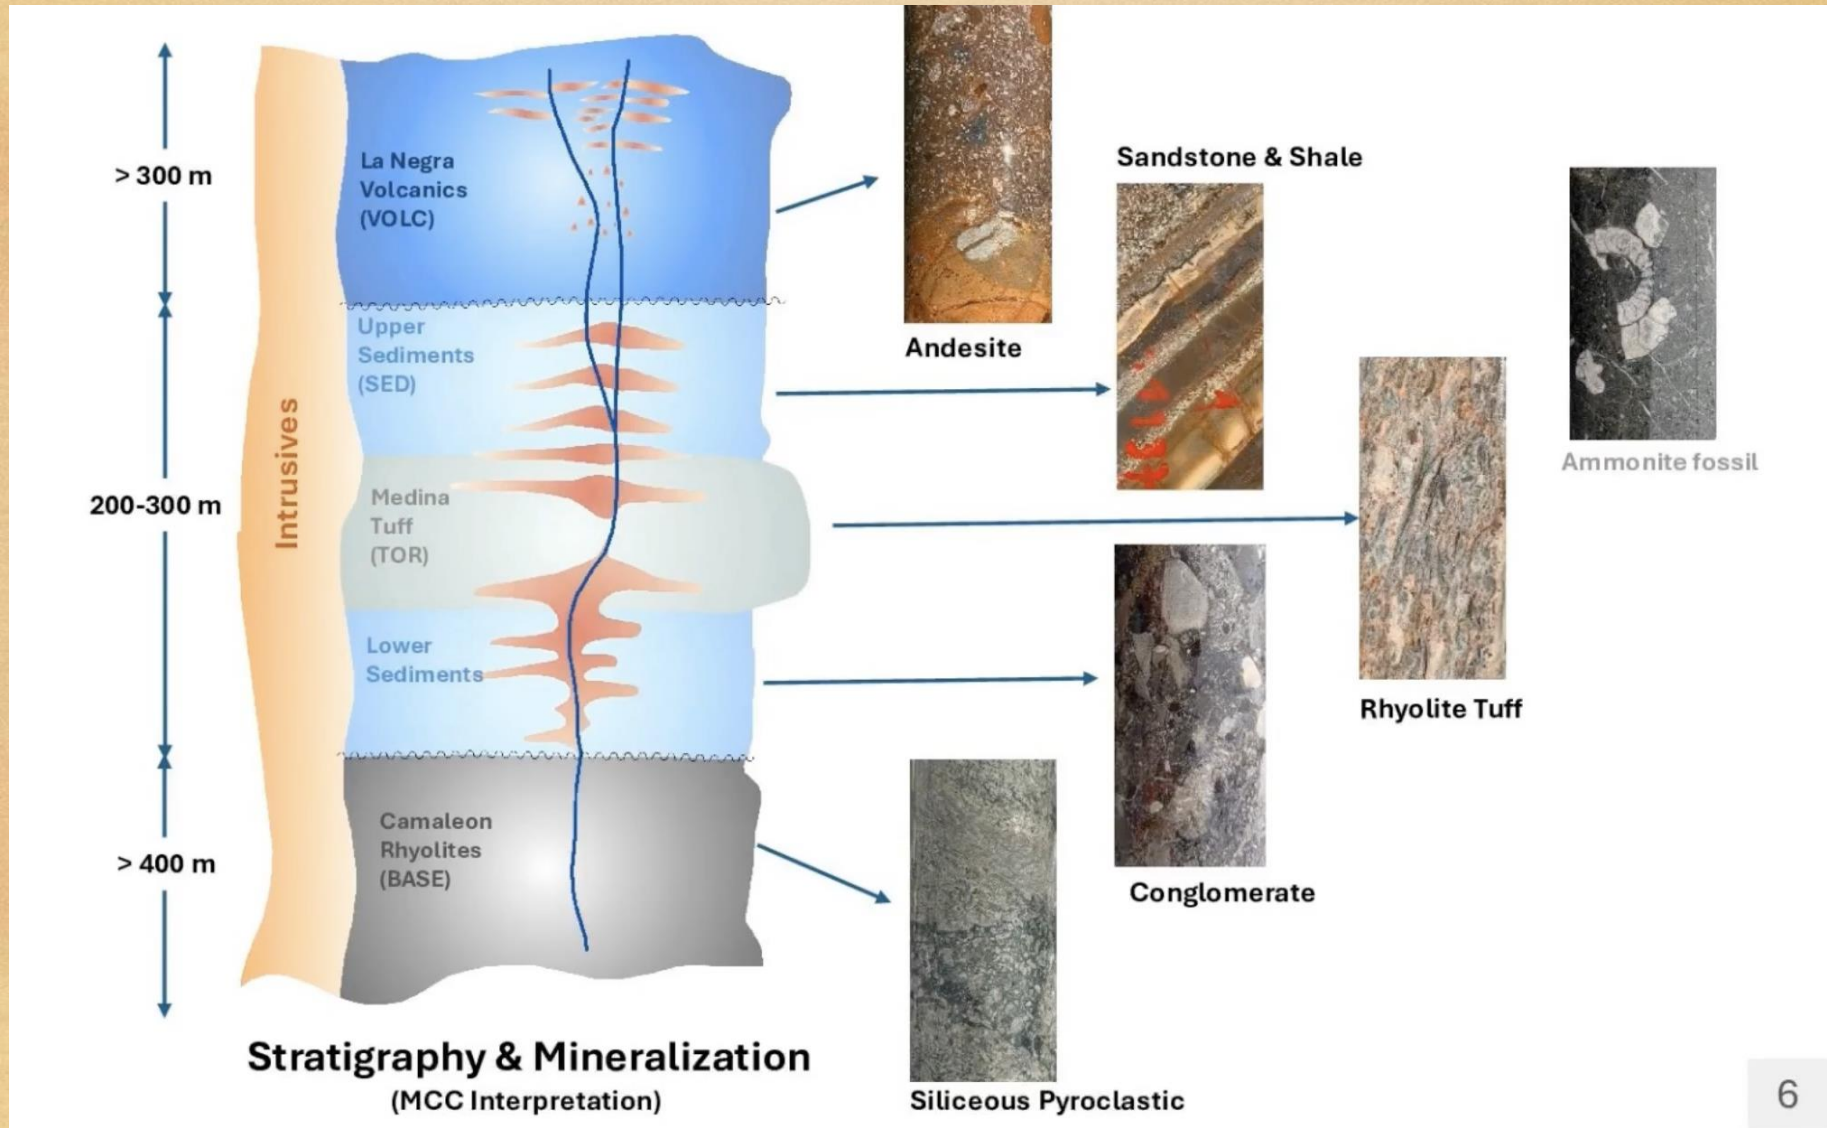 > 300 m
La Negra
Volcanics
(VOLC)
Upper
Sediments
(SED)
Intrusives
200-300 m
Medina
Tuff
(TOR)
Lower
Sediments
> 400 m
Camaleon
Rhyolites
(BASE)
Andesite
Sandstone & Shale
Ammonite fossil
Rhyolite Tuff
Conglomerate
Siliceous Pyroclastic
Stratigraphy & Mineralization
(MCC Interpretation)
6